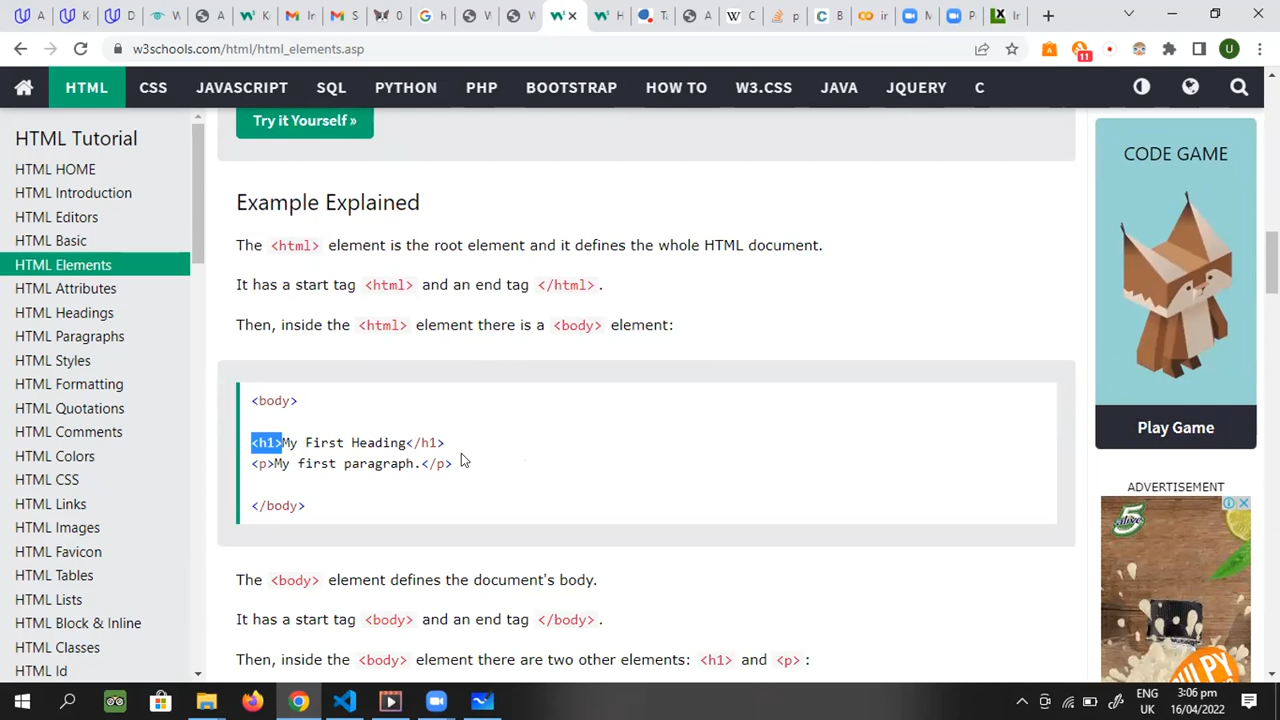 w3schools.com/html/html_elements.asp
11
U
HTML
CSS
JAVASCRIPT
SQL
PYTHON
PHP
BOOTSTRAP
HOW TO
W3.CSS
JAVA
JQUERY
C
HTML Tutorial
HTML HOME
HTML Introduction
HTML Editors
HTML Basic
HTML Elements
HTML Attributes
HTML Headings
HTML Paragraphs
HTML Styles
HTML Formatting
HTML Quotations
HTML Comments
HTML Colors
HTML CSS
HTML Links
HTML Images
HTML Favicon
HTML Tables
HTML Lists
HTML Block & Inline
HTML Classes
HTML Id
Try it Yourself »
Example Explained
The <html> element is the root element and it defines the whole HTML document.
It has a start tag <html> and an end tag </html>.
Then, inside the <html> element there is a <body> element:
<body>
<h1>My First Heading</h1>
<p>My first paragraph.</p>
</body>
The <body> element defines the document's body.
It has a start tag <body> and an end tag </body>.
Then, inside the <body> element there are two other elements: <h1> and <p>:
CODE GAME
Play Game
ADVERTISEMENT
5
alive
ENG
UK
3:06 pm
16/04/2022